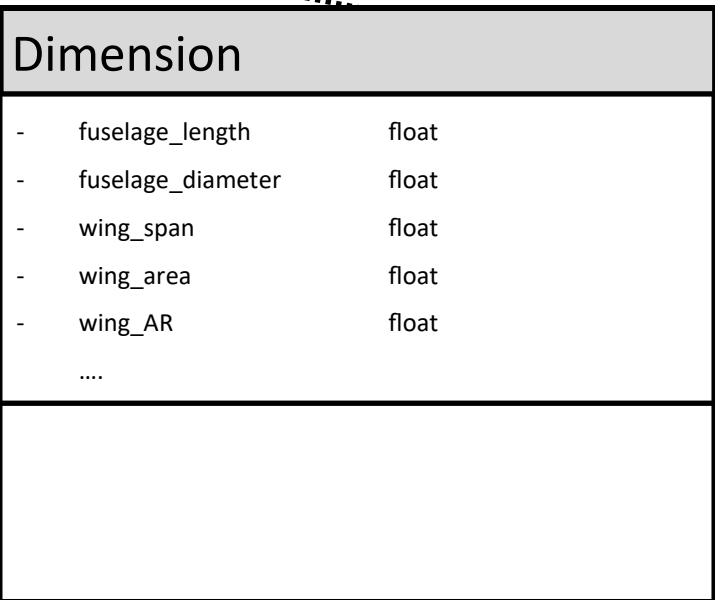 Dimension
- fuselage_length float
- fuselage_diameter float
- wing_span float
- wing_area float
- wing_AR float
....